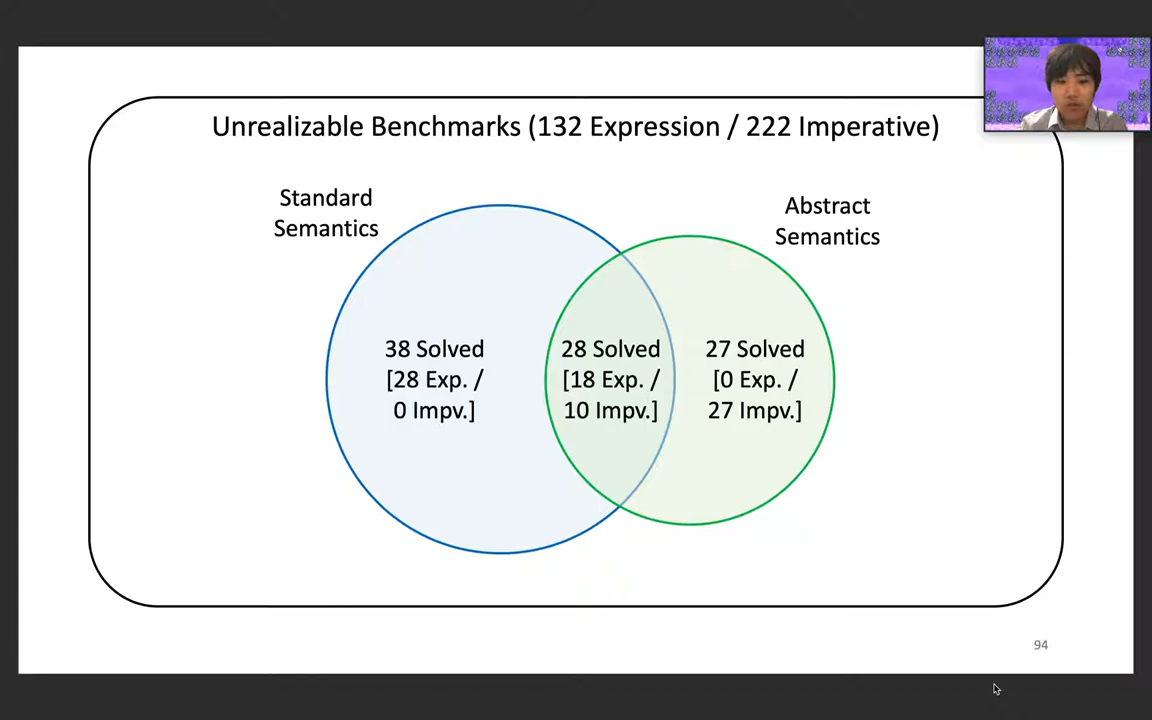 Unrealizable Benchmarks (132 Expression / 222 Imperative)
Standard
Semantics
Abstract
Semantics
38 Solved
[28 Exp. /
0 Impv.]
28 Solved
[18 Exp. /
10 Impv.]
27 Solved
[0 Exp. /
27 Impv.]
94